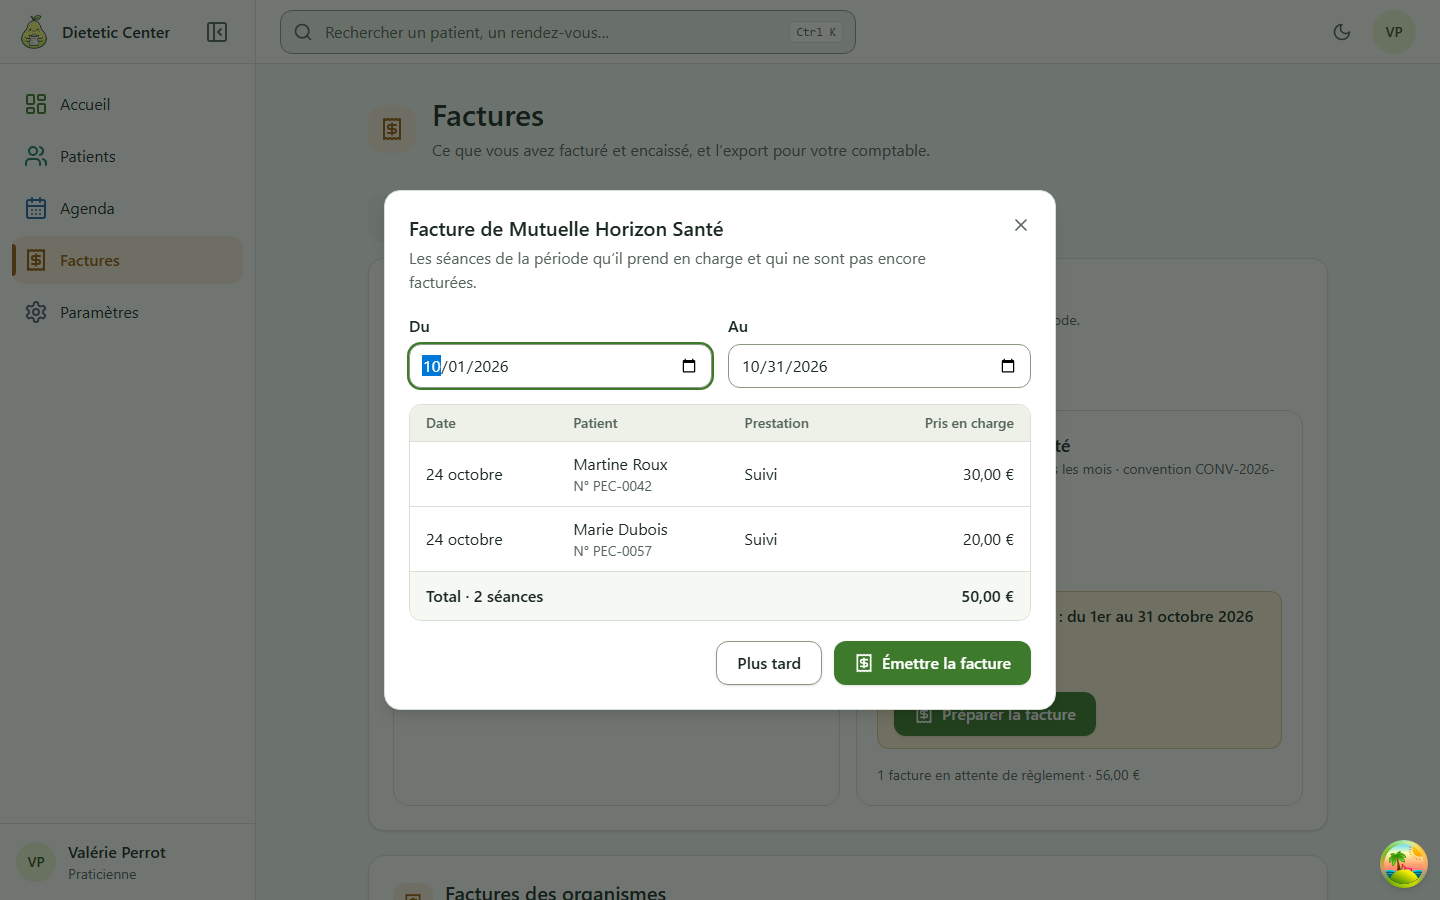 Dietetic Center
Rechercher un patient, un rendez-vous...
Ctrl K
VP
Accueil
Patients
Agenda
Factures
Paramètres
Factures
Ce que vous avez facturé et encaissé, et l'export pour votre comptable.
ode.
té
s les mois · convention CONV-2026-
: du 1er au 31 octobre 2026
Préparer la facture
1 facture en attente de règlement · 56,00 €
Facture de Mutuelle Horizon Santé
Les séances de la période qu'il prend en charge et qui ne sont pas encore
facturées.
Du
Au
10/01/2026
10/31/2026
Date Patient Prestation Pris en charge
24 octobre Martine Roux Suivi 30,00 €
N° PEC-0042
24 octobre Marie Dubois Suivi 20,00 €
N° PEC-0057
Total · 2 séances 50,00 €
Plus tard
Émettre la facture
Factures des organismes
VP
Valérie Perrot
Praticienne